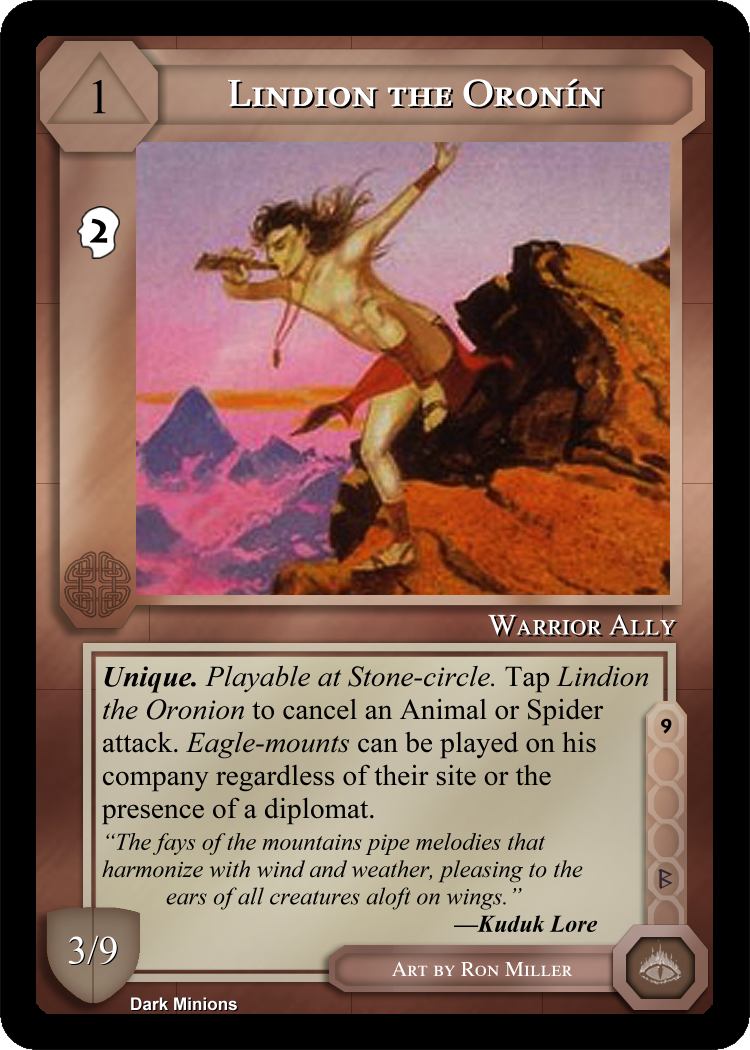 1
LINDION THE ORONÍN
2
WARRIOR ALLY
Unique. Playable at Stone-circle. Tap Lindion
the Oronion to cancel an Animal or Spider
attack. Eagle-mounts can be played on his
company regardless of their site or the
presence of a diplomat.
9
“The fays of the mountains pipe melodies that
harmonize with wind and weather, pleasing to the
ears of all creatures aloft on wings.”
—Kuduk Lore
3/9
ART BY RON MILLER
Dark Minions